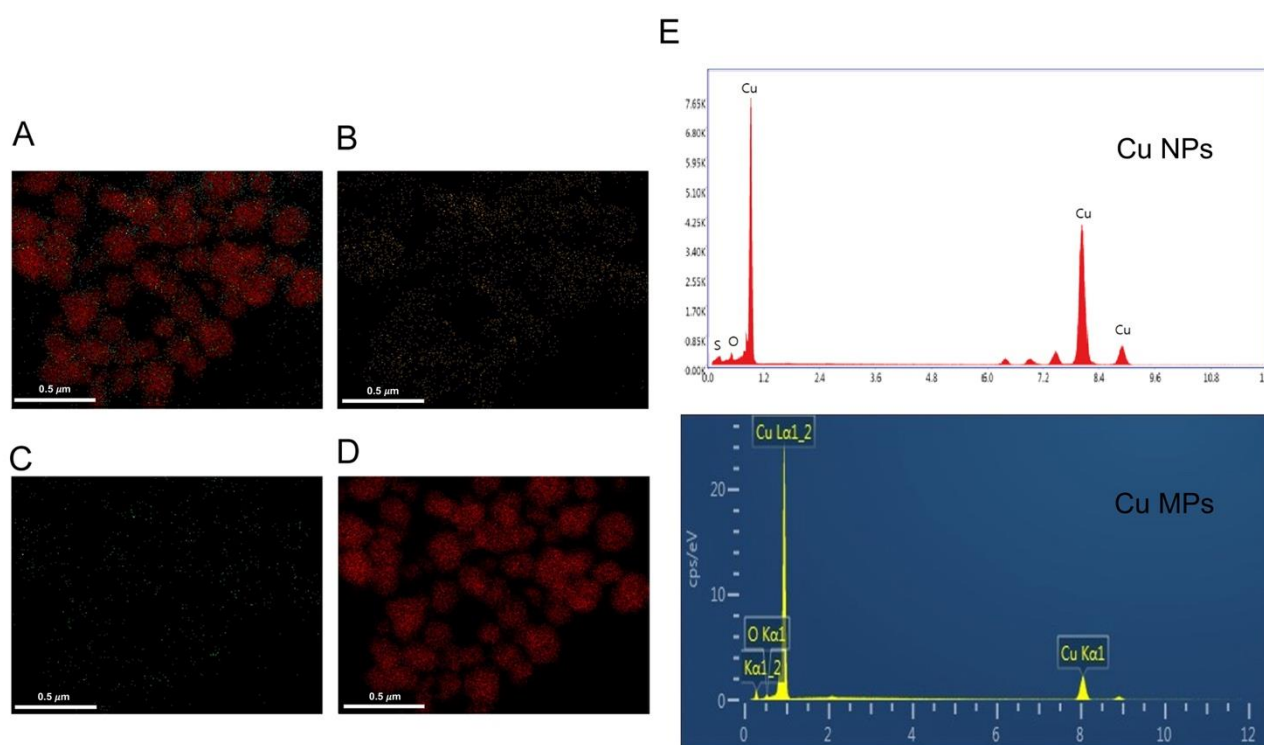 A
0.5 μm
B
0.5 μm
C
0.5 μm
D
0.5 μm
E
7.65K
6.80K
5.95K
5.10K
4.25K
3.40K
2.55K
1.70K
0.85K
0.00K
Cu
Cu NPs
Cu
Cu
S
O
0.0 1.2 2.4 3.6 4.8 6.0 7.2 8.4 9.6 10.8
Cu Lα1_2
20
Cu MPs
cps/eV
10
O Kα1
Kα1_2
Cu Kα1
0
0 2 4 6 8 10 12